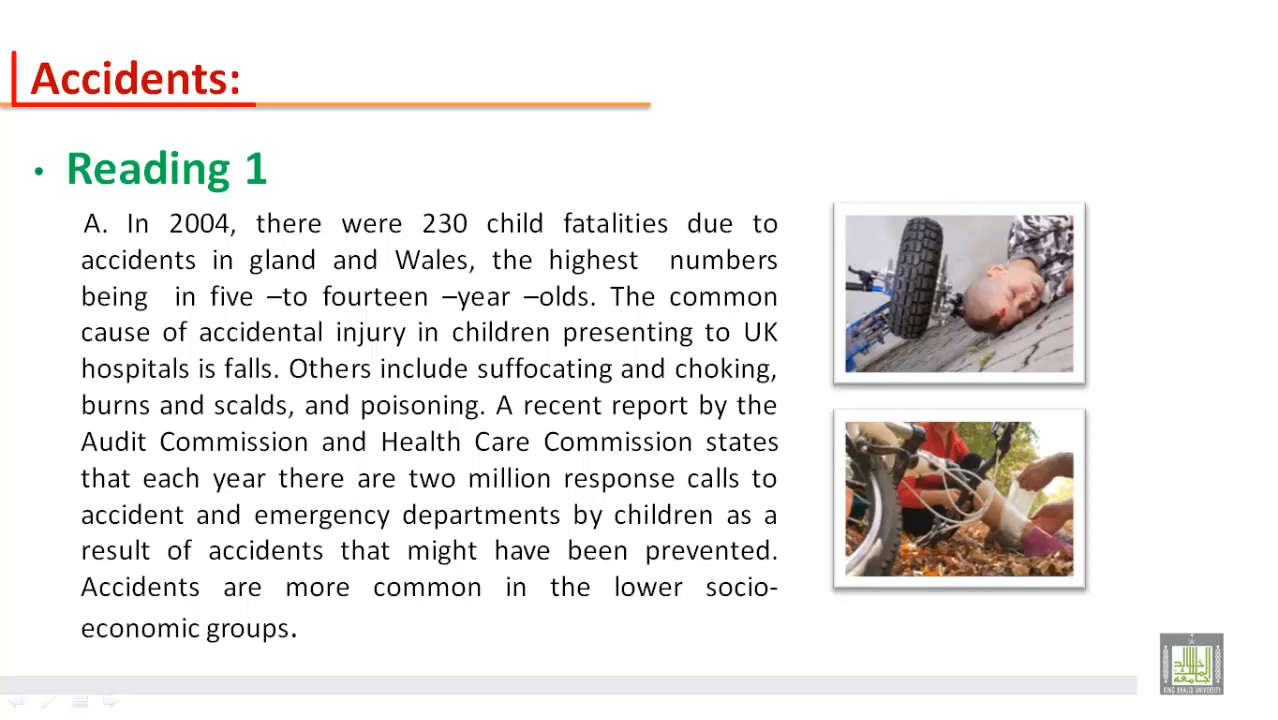 Accidents:
• Reading 1
A. In 2004, there were 230 child fatalities due to
accidents in gland and Wales, the highest numbers
being in five –to fourteen –year –olds. The common
cause of accidental injury in children presenting to UK
hospitals is falls. Others include suffocating and choking,
burns and scalds, and poisoning. A recent report by the
Audit Commission and Health Care Commission states
that each year there are two million response calls to
accident and emergency departments by children as a
result of accidents that might have been prevented.
Accidents are more common in the lower socio-
economic groups.
KING KHALID UNIVERSITY